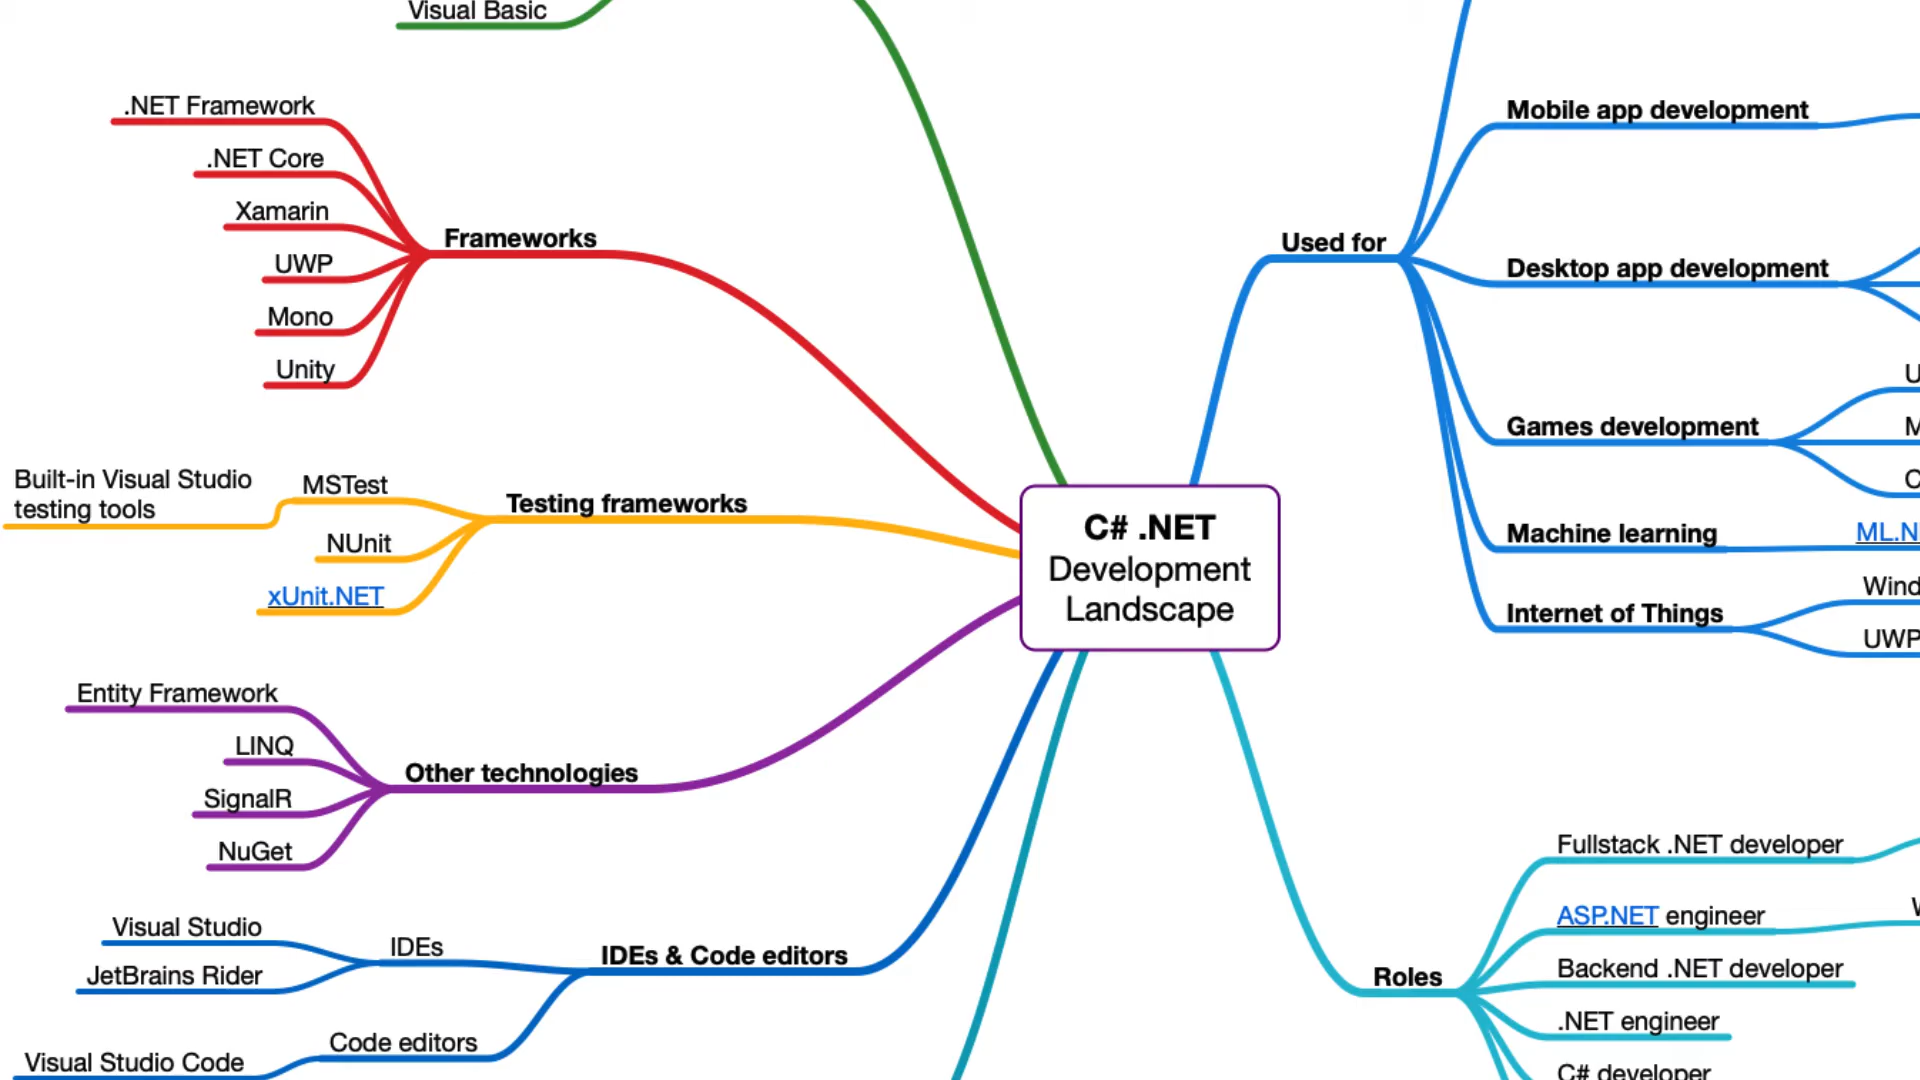 Visual Basic
.NET Framework
.NET Core
Xamarin
UWP
Mono
Unity
Frameworks
Built-in Visual Studio
testing tools
MSTest
NUnit
xUnit.NET
Testing frameworks
Entity Framework
LINQ
SignalR
NuGet
Other technologies
Visual Studio
JetBrains Rider
IDEs
IDEs & Code editors
Code editors
Visual Studio Code
C# .NET
Development
Landscape
Used for
Mobile app development
Desktop app development
Games development
U
M
C
Machine learning
ML.N
Internet of Things
Wind
UWP
Roles
Fullstack .NET developer
ASP.NET engineer
Backend .NET developer
.NET engineer
C# developer